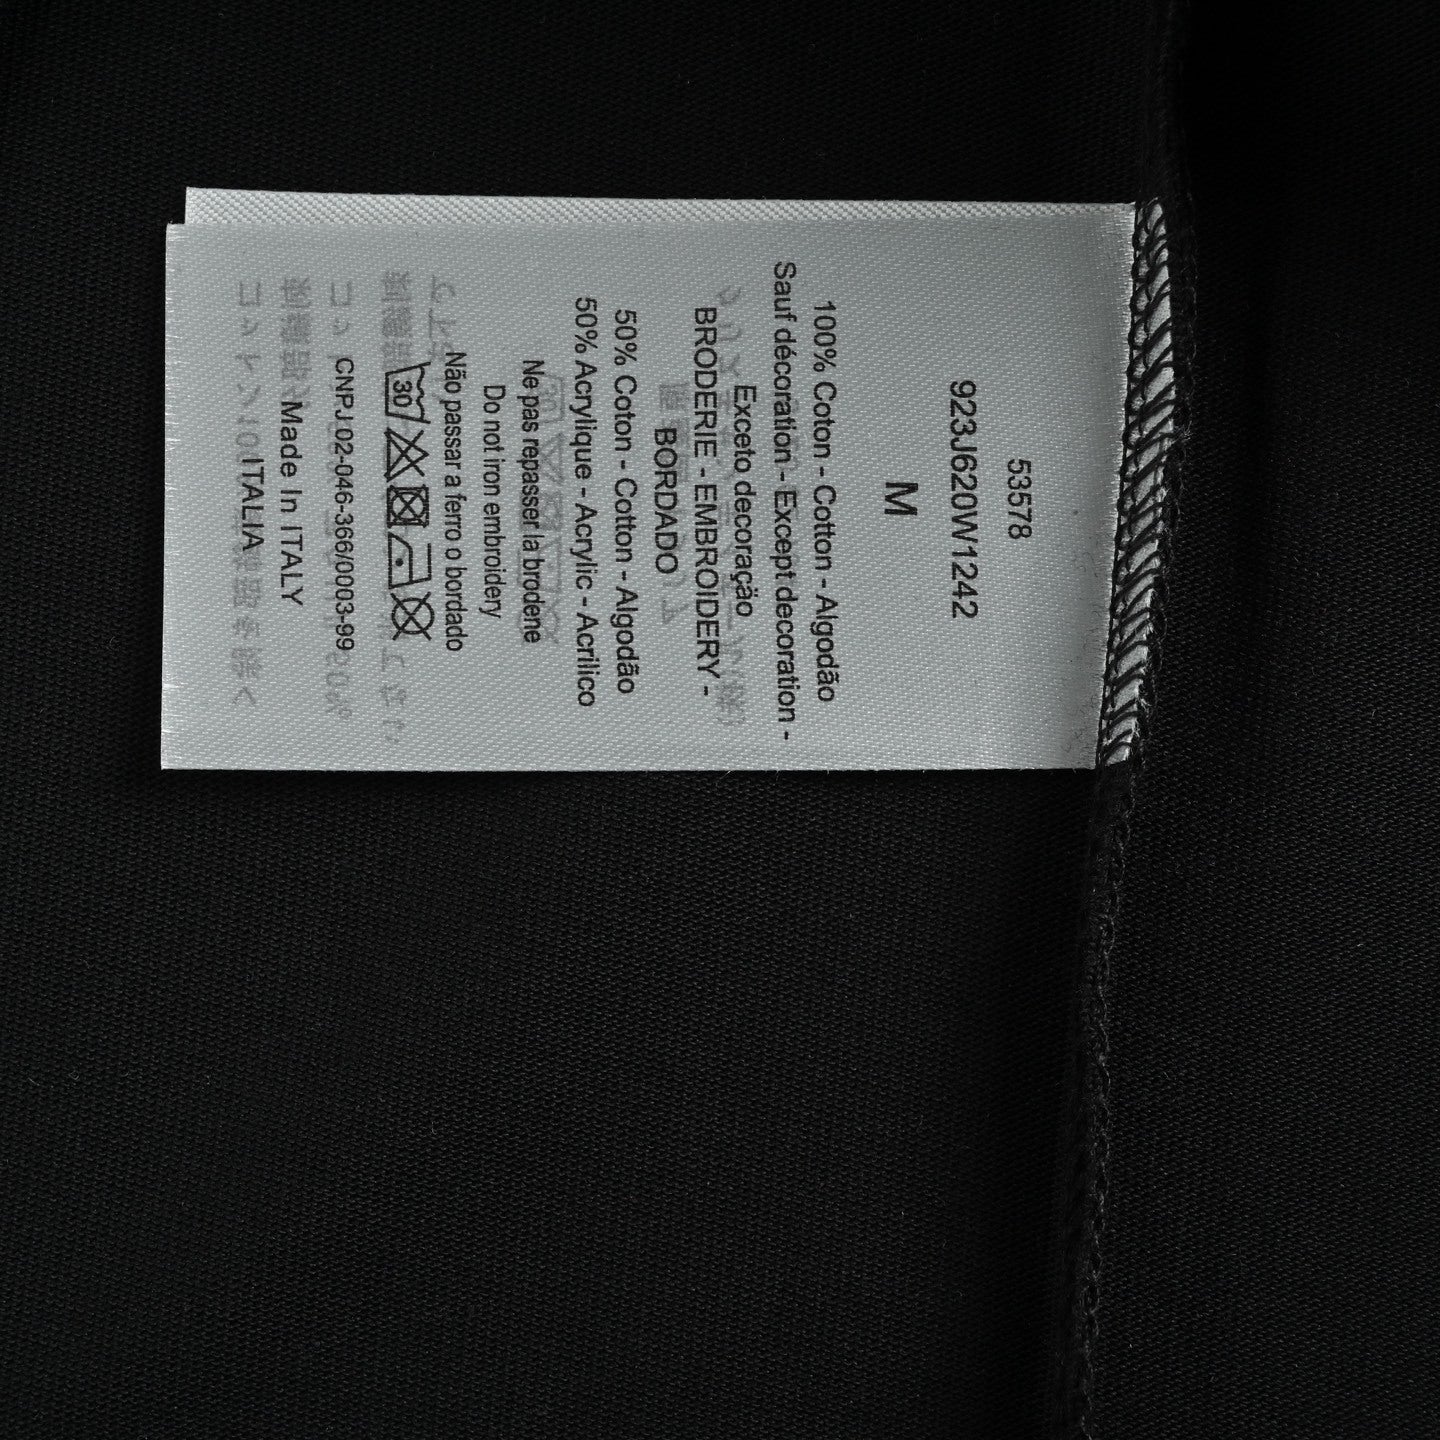 53578
923J620W1242
M
100% Coton - Cotton - Algodão
Sauf décoration - Except decoration -
Exceto decoração
BRODERIE - EMBROIDERY -
BORDADO
50% Coton - Cotton - Algodão
50% Acrylique - Acrylic - Acrilico
Ne pas repasser la brodene
Do not iron embroidery
Não passar a ferro o bordado
30
CNPJ 02-046-366/0003-99
Made In ITALY
ITALIA